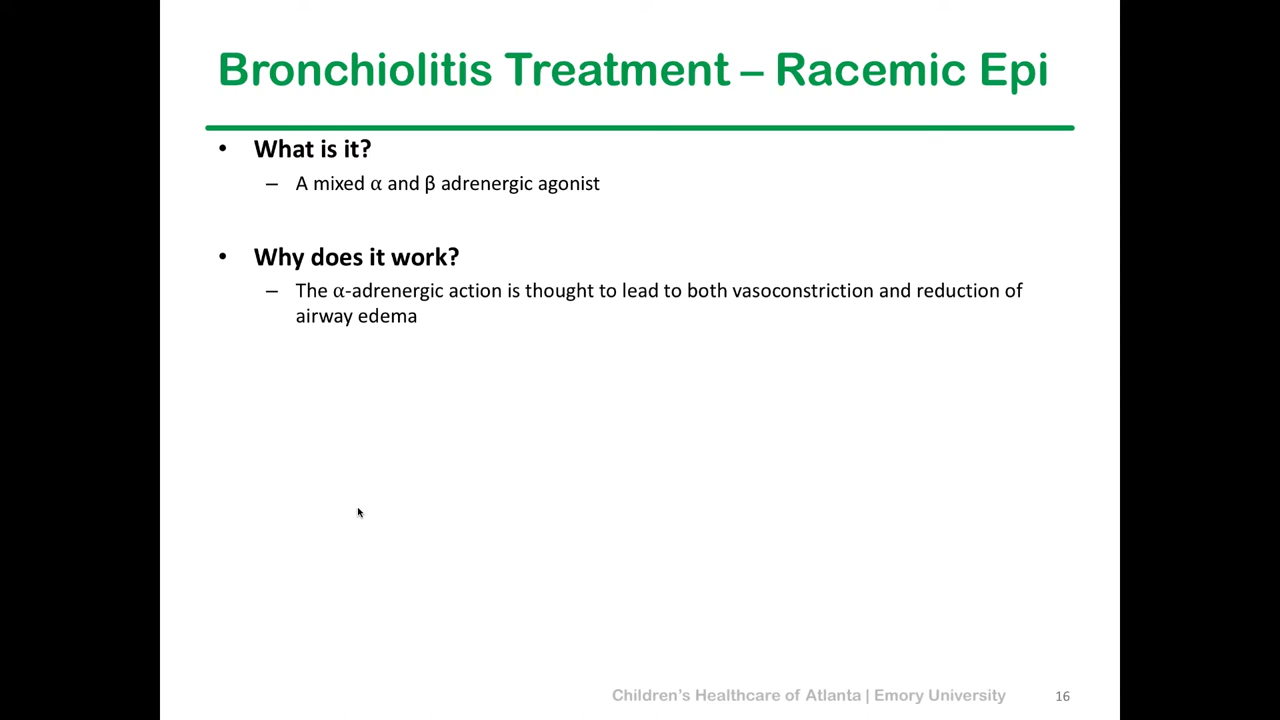 Bronchiolitis Treatment – Racemic Epi
• What is it?
– A mixed α and β adrenergic agonist
• Why does it work?
– The α-adrenergic action is thought to lead to both vasoconstriction and reduction of
airway edema
Children's Healthcare of Atlanta | Emory University 16